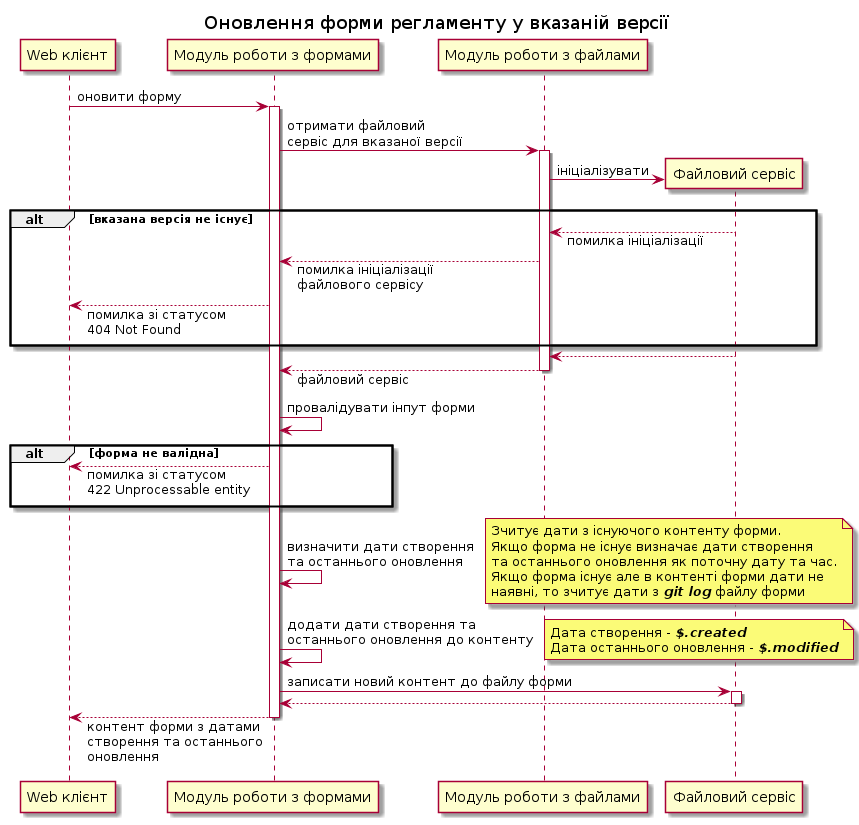 Оновлення форми регламенту у вказаній версії
Web клієнт
Модуль роботи з формами
Модуль роботи з файлами
оновити форму
отримати файловий
сервіс для вказаної версії
ініціалізувати
Файловий сервіс
alt
[вказана версія не існує]
помилка ініціалізації
помилка ініціалізації
файлового сервісу
помилка зі статусом
404 Not Found
файловий сервіс
провалідувати інпут форми
alt
[форма не валідна]
помилка зі статусом
422 Unprocessable entity
визначити дати створення
та останнього оновлення
Зчитує дати з існуючого контенту форми.
Якщо форма не існує визначає дати створення
та останнього оновлення як поточну дату та час.
Якщо форма існує але в контенті форми дати не
наявні, то зчитує дати з git log файлу форми
додати дати створення та
останнього оновлення до контенту
Дата створення - $.created
Дата останнього оновлення - $.modified
записати новий контент до файлу форми
контент форми з датами
створення та останнього
оновлення
Web клієнт
Модуль роботи з формами
Модуль роботи з файлами
Файловий сервіс